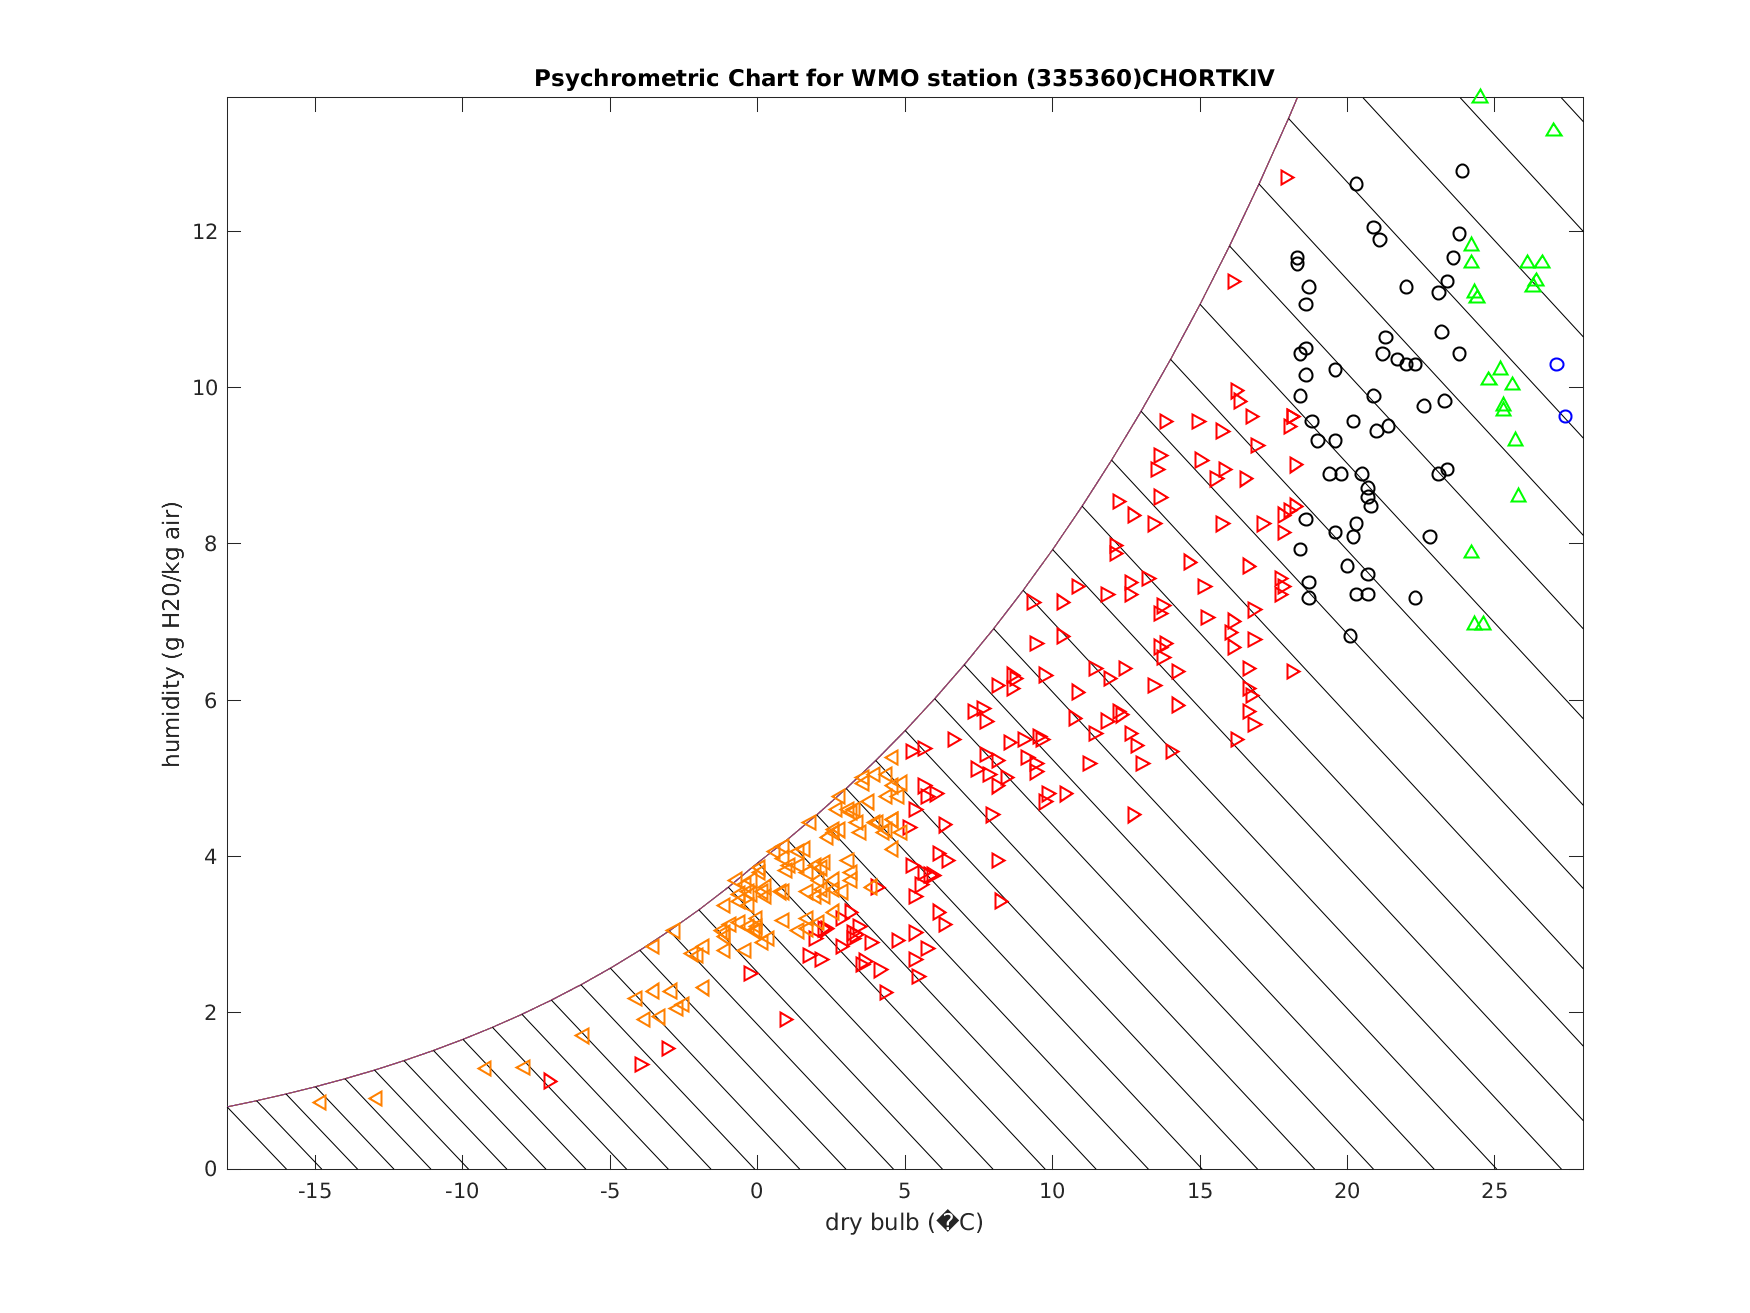 Psychrometric Chart for WMO station (335360)CHORTKIV
humidity (g H20/kg air)
12
10
8
6
4
2
0
-15 -10 -5 0 5 10 15 20 25
dry bulb (�C)